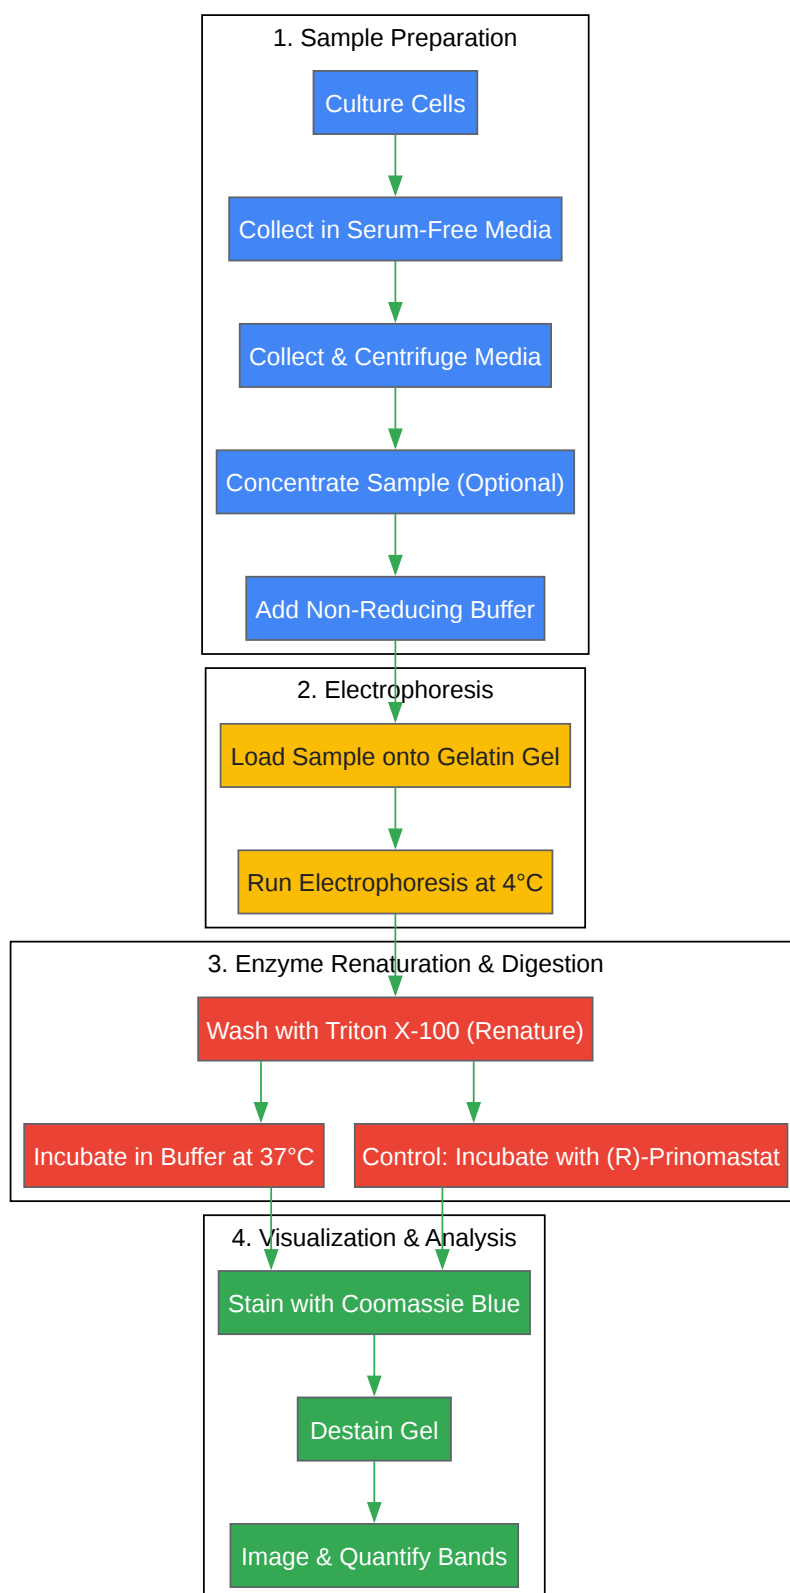 1. Sample Preparation
Culture Cells
Collect in Serum-Free Media
Collect & Centrifuge Media
Concentrate Sample (Optional)
Add Non-Reducing Buffer
2. Electrophoresis
Load Sample onto Gelatin Gel
Run Electrophoresis at 4°C
3. Enzyme Renaturation & Digestion
Wash with Triton X-100 (Renature)
Incubate in Buffer at 37°C
Control: Incubate with (R)-Prinomastat
4. Visualization & Analysis
Stain with Coomassie Blue
Destain Gel
Image & Quantify Bands